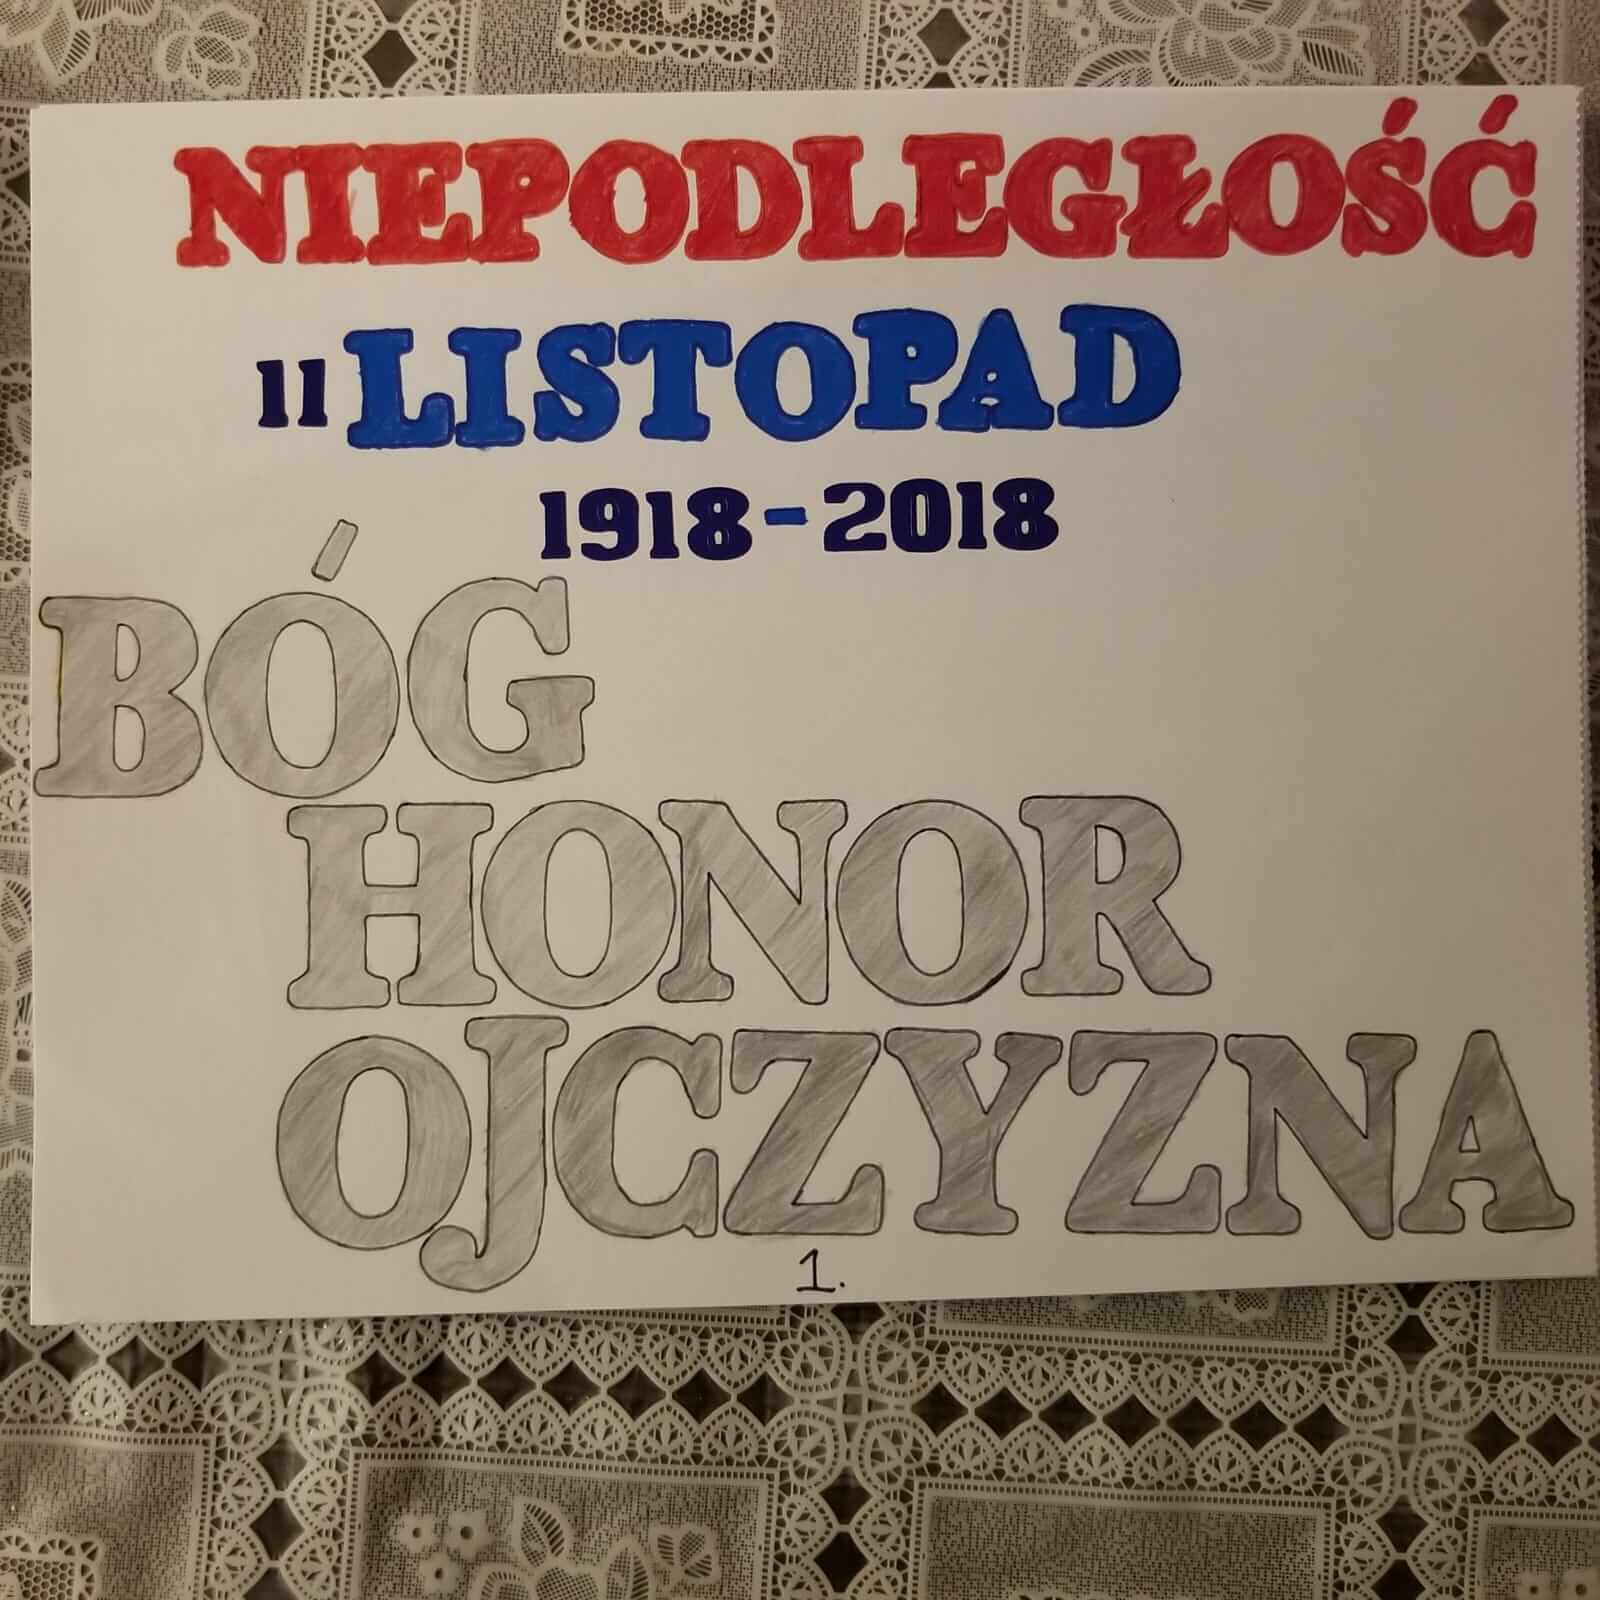 NIEPODLEGŁOŚĆ
11 LISTOPAD
1918-2018
BÓG
HONOR
OJCZYZNA
1.